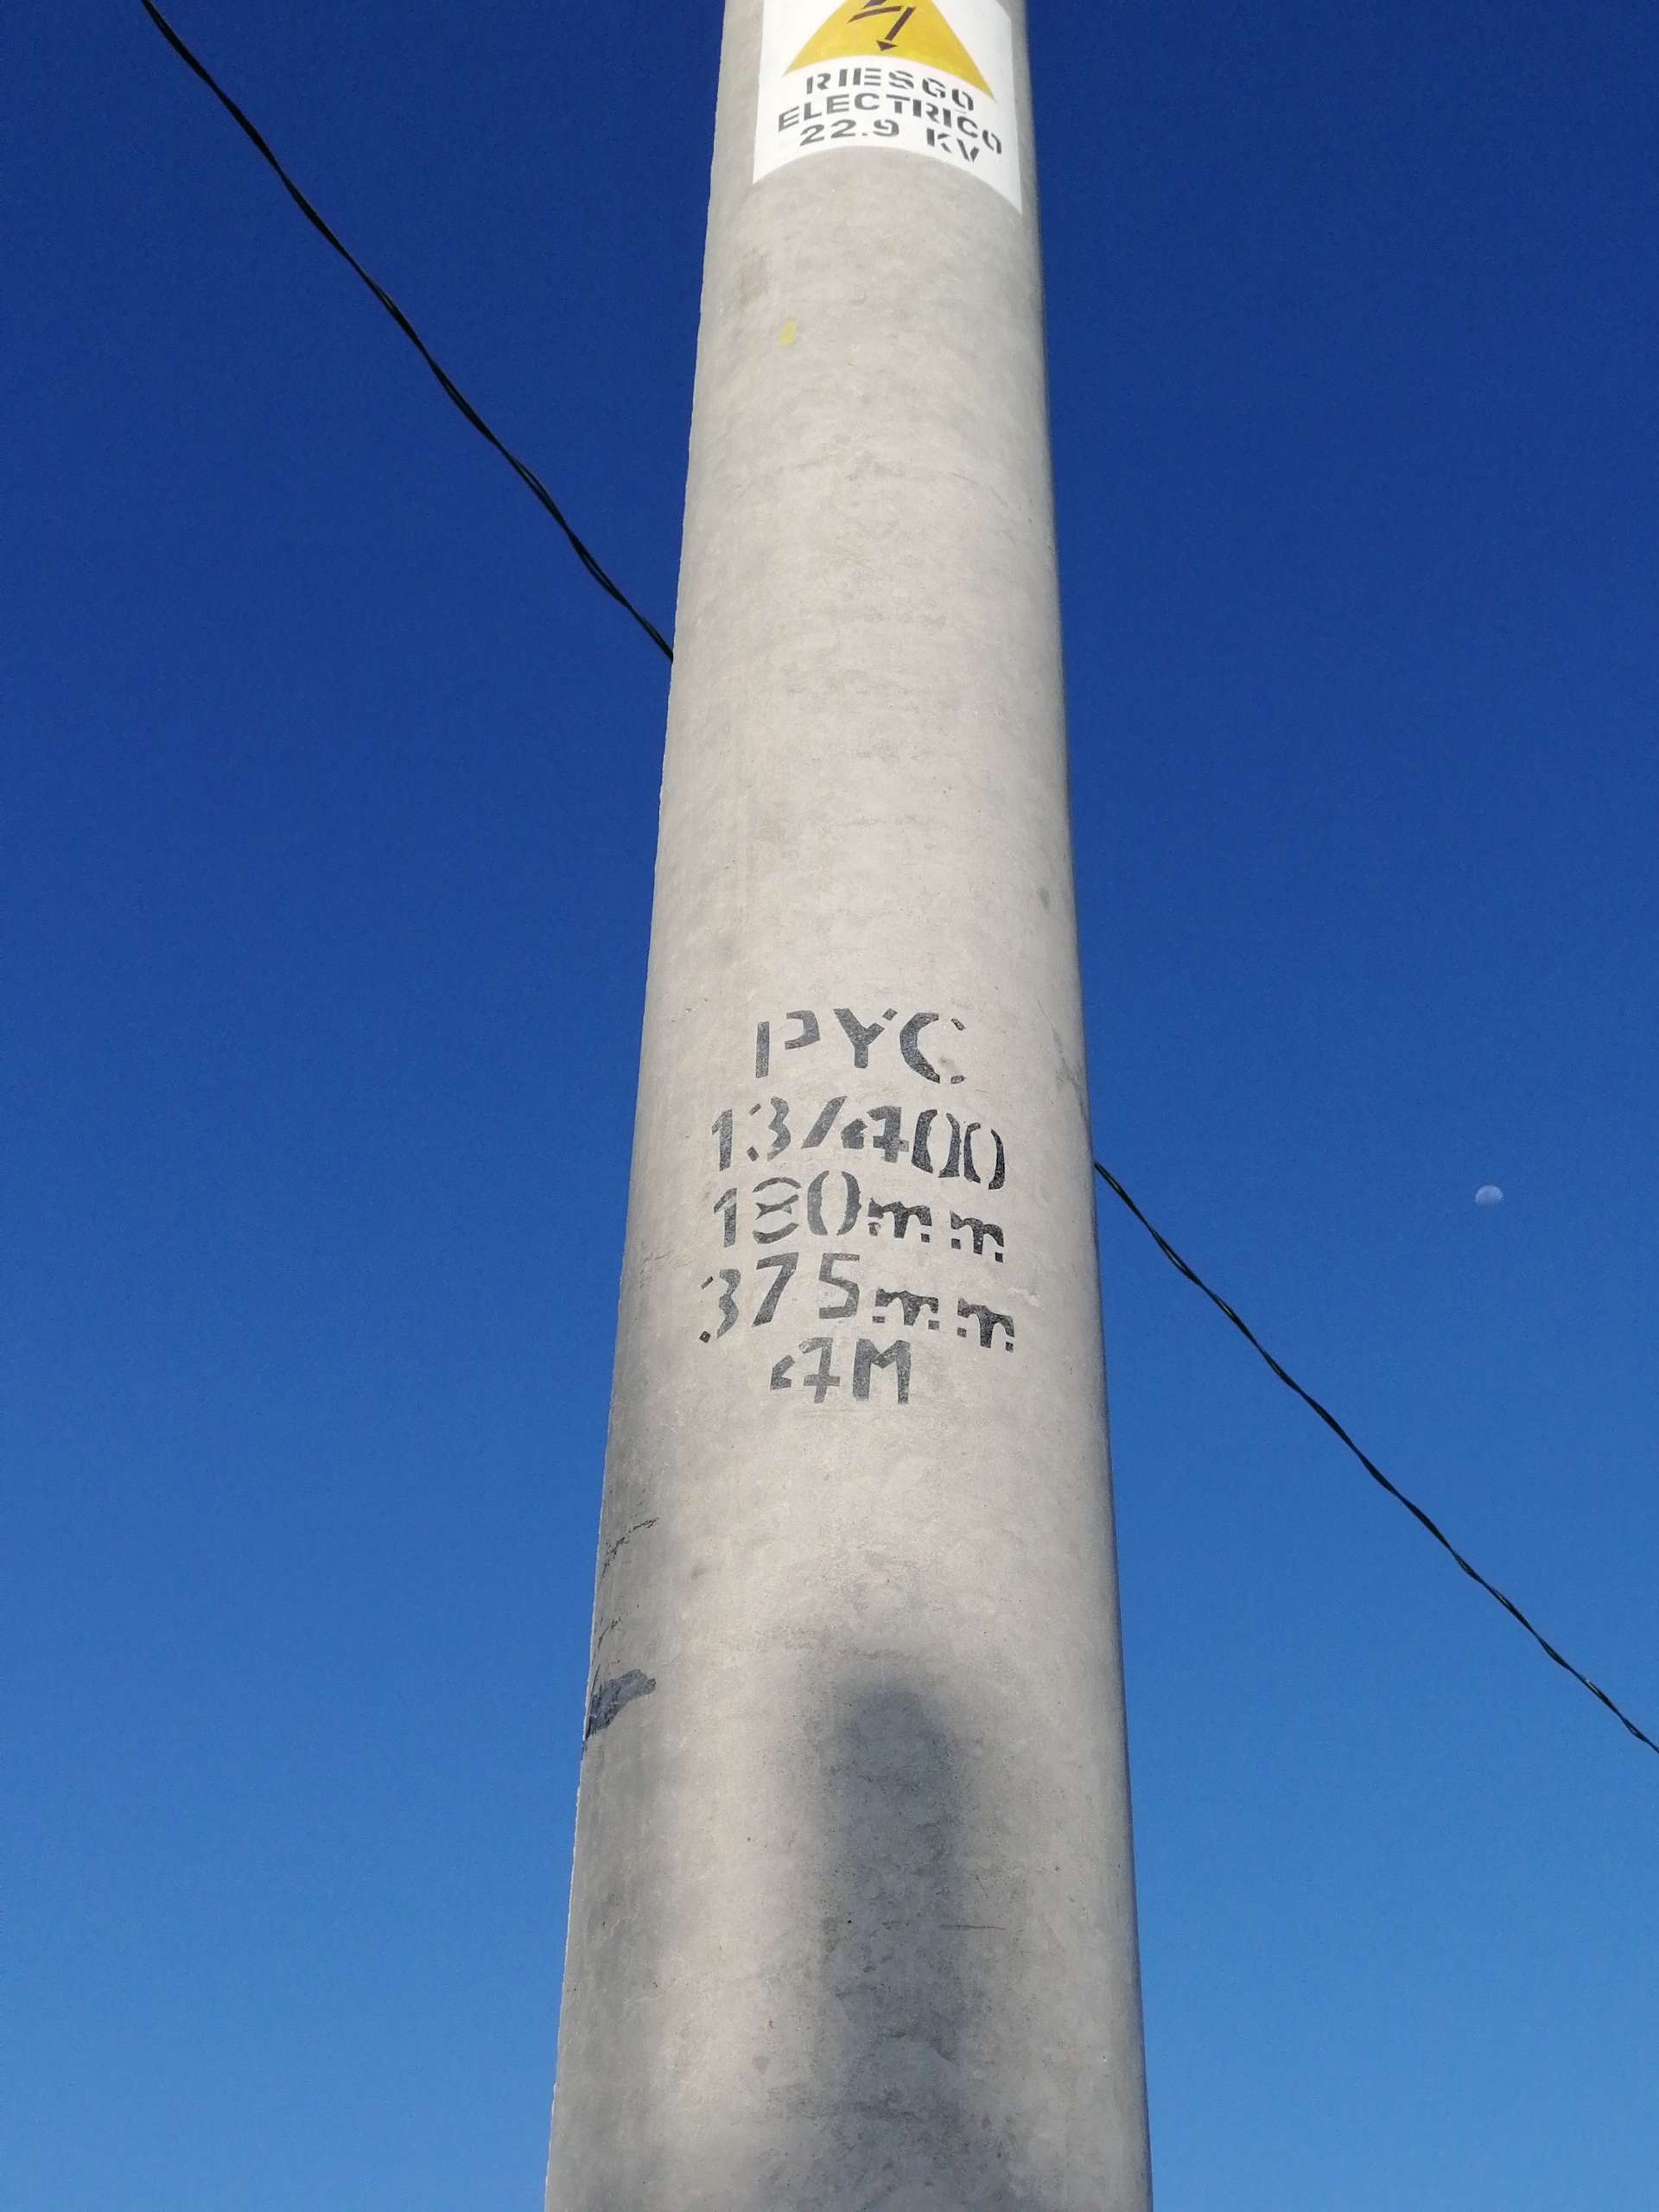 RIESGO
ELECTRICO
22.9 KV
PYC
13/400
180mm
375mm
4M